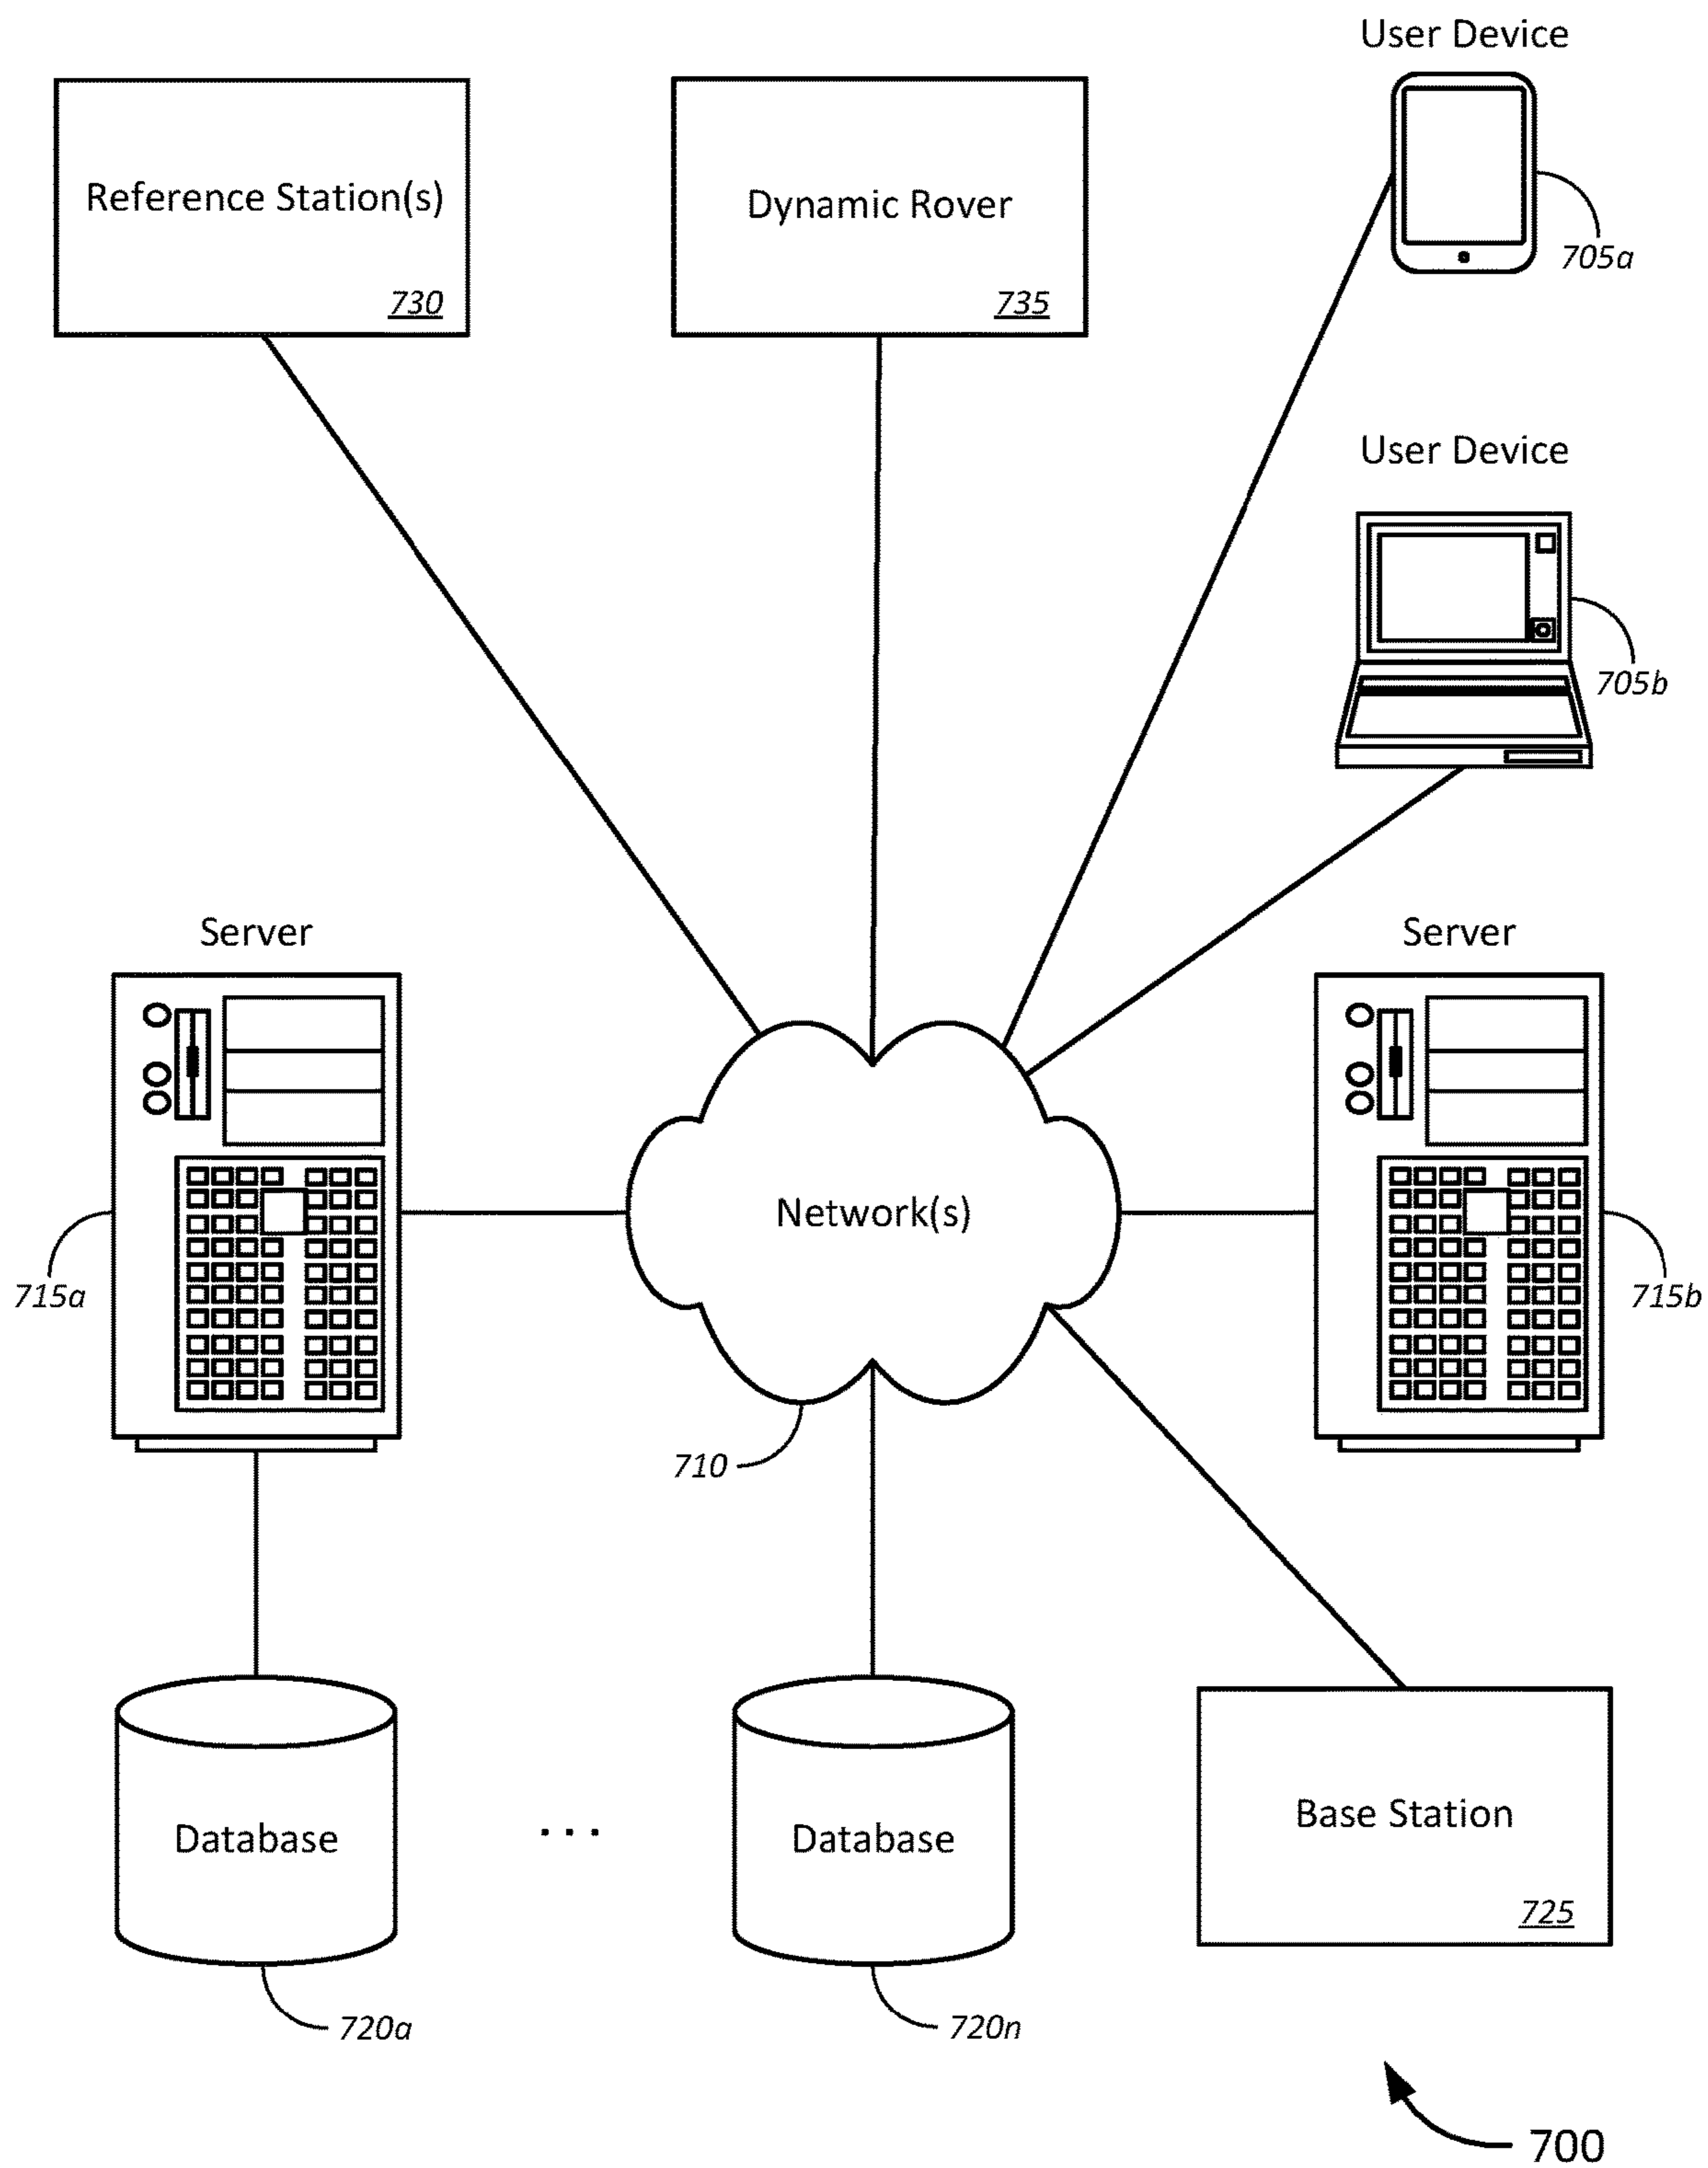 User Device
Reference Station(s)
730
Dynamic Rover
735
705a
User Device
705b
Server
Server
Network(s)
715a
715b
710
Database
. . .
Database
Base Station
725
720a
720n
700